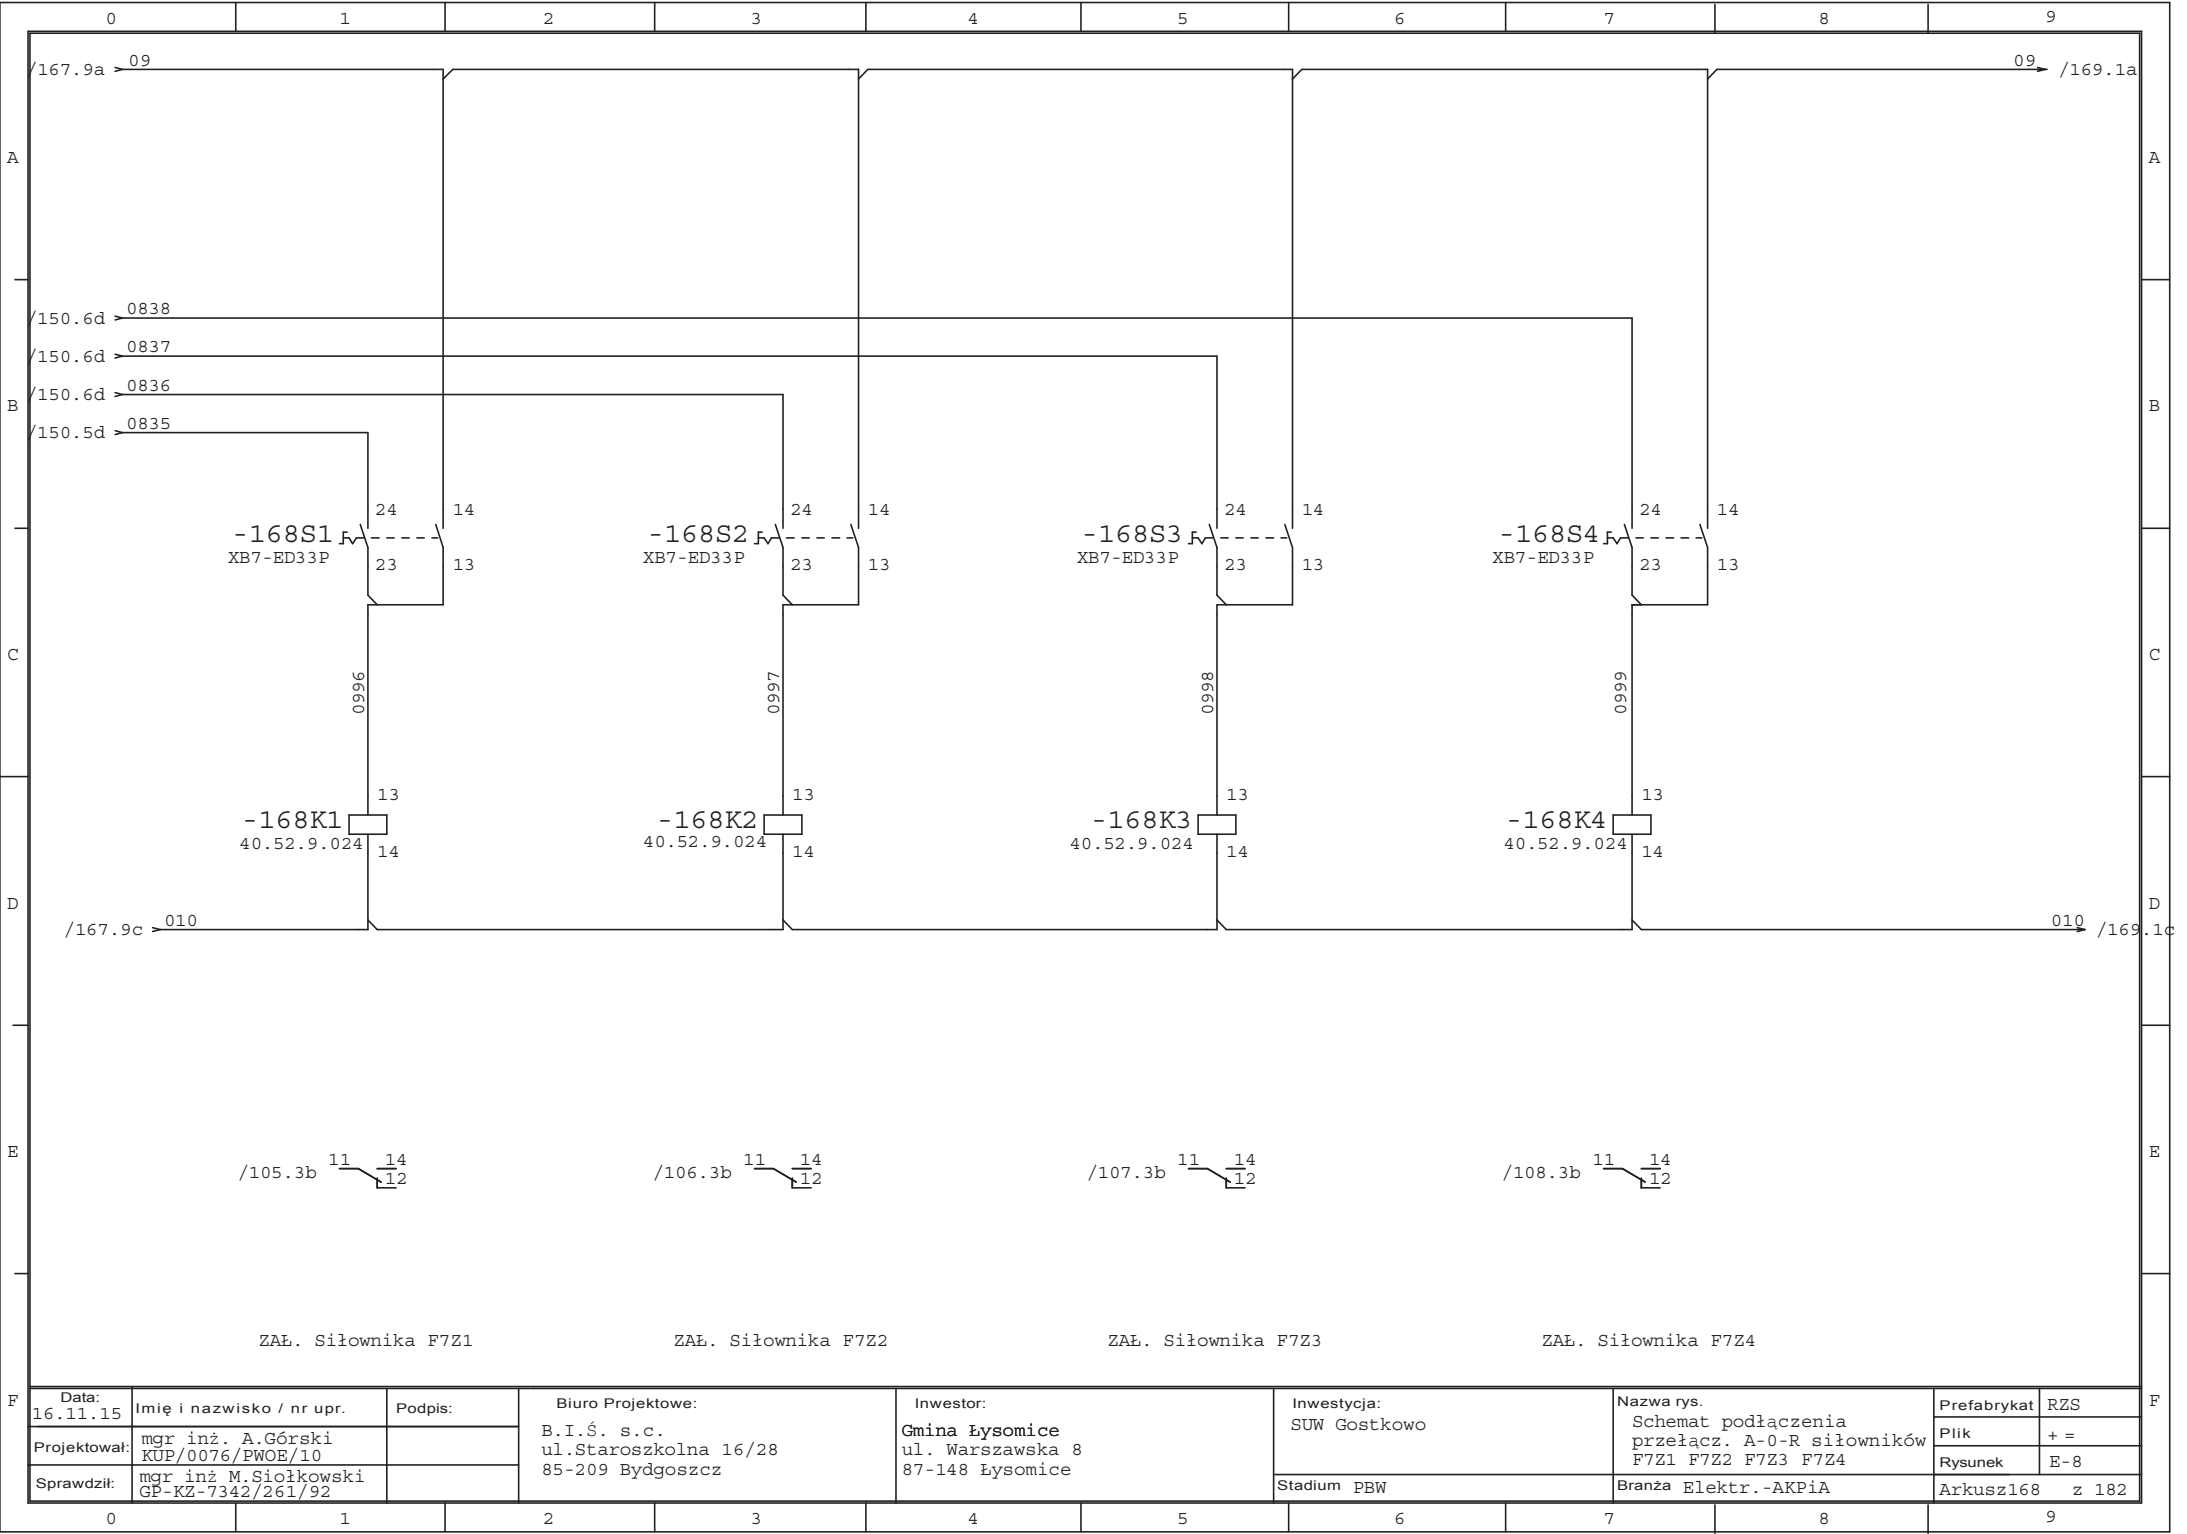 0 1 2 3 4 5 6 7 8 9
/167.9a 09 09 /169.1a
A A
/150.6d 0838
/150.6d 0837
/150.6d 0836
B B
/150.5d 0835
24 14 24 14 24 14 24 14
-168S1 -168S2 -168S3 -168S4
XB7-ED33P XB7-ED33P XB7-ED33P XB7-ED33P
23 13 23 13 23 13 23 13
C C
0996 0997 0998 0999
13 13 13 13
-168K1 -168K2 -168K3 -168K4
40.52.9.024 40.52.9.024 40.52.9.024 40.52.9.024
14 14 14 14
D D
/167.9c 010 010 /169.1c
E E
/105.3b 11 14 12 /106.3b 11 14 12 /107.3b 11 14 12 /108.3b 11 14 12
ZAŁ. Siłownika F7Z1 ZAŁ. Siłownika F7Z2 ZAŁ. Siłownika F7Z3 ZAŁ. Siłownika F7Z4
F F
Data:
16.11.15
Imię i nazwisko / nr upr.
Podpis:
Projektował:
mgr inż. A.Górski
KUP/0076/PWOE/10
Sprawdził:
mgr inż M.Siołkowski
GP-KZ-7342/261/92
Biuro Projektowe:
B.I.Ś. s.c.
ul.Staroszkolna 16/28
85-209 Bydgoszcz
Inwestor:
Gmina Łysomice
ul. Warszawska 8
87-148 Łysomice
Inwestycja:
SUW Gostkowo
Stadium PBW
Nazwa rys.
Schemat podłączenia
przełącz. A-0-R siłowników
F7Z1 F7Z2 F7Z3 F7Z4
Branża Elektr.-AKPiA
Prefabrykat RZS
Plik + =
Rysunek E-8
Arkusz168 z 182
0 1 2 3 4 5 6 7 8 9